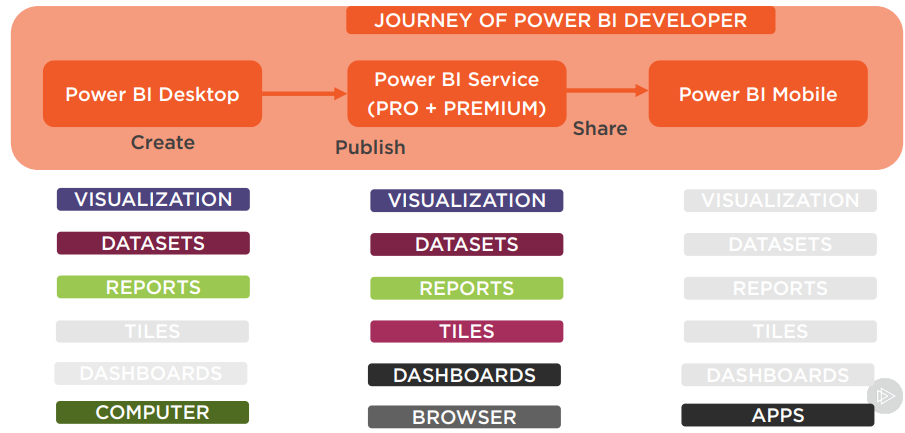 JOURNEY OF POWER BI DEVELOPER
Power BI Desktop
Power BI Service
(PRO + PREMIUM)
Power BI Mobile
Create
Publish
Share
VISUALIZATION
VISUALIZATION
VISUALIZATION
DATASETS
DATASETS
DATASETS
REPORTS
REPORTS
REPORTS
TILES
TILES
TILES
DASHBOARDS
DASHBOARDS
DASHBOARDS
COMPUTER
BROWSER
APPS